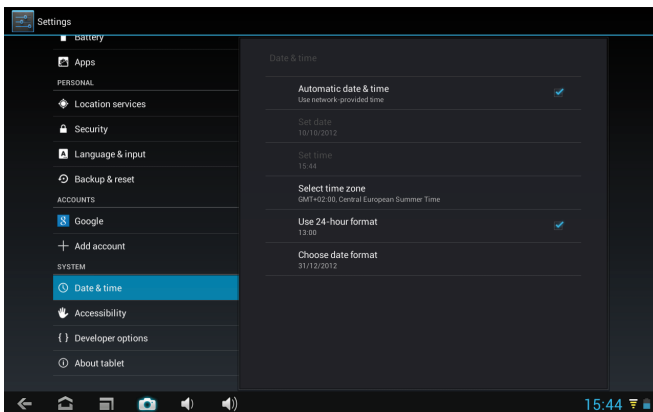 Settings
Battery
Apps
PERSONAL
Location services
Security
A Language & input
Backup & reset
ACCOUNTS
8 Google
Add account
SYSTEM
Date & time
Accessibility
{ } Developer options
About tablet
Date & time
Automatic date & time
Use network-provided time
Set date
10/10/2012
Set time
15:44
Select time zone
GMT+02:00, Central European Summer Time
Use 24-hour format
13:00
Choose date format
31/12/2012
15:44